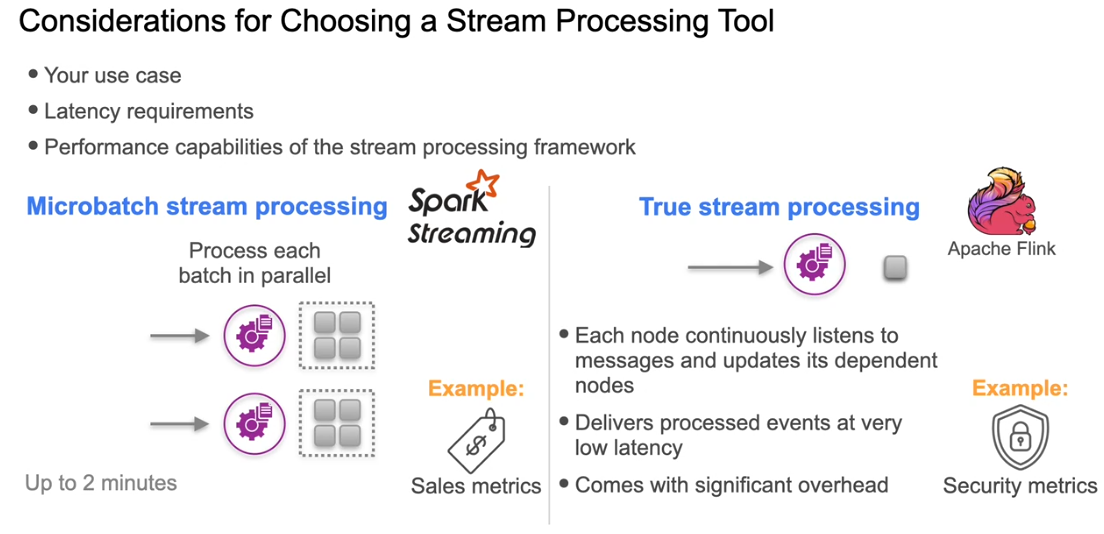 Considerations for Choosing a Stream Processing Tool
• Your use case
• Latency requirements
• Performance capabilities of the stream processing framework
Microbatch stream processing
Spark
Streaming
Process each
batch in parallel
Example:
Sales metrics
Up to 2 minutes
True stream processing
Apache Flink
• Each node continuously listens to
messages and updates its dependent
nodes
• Delivers processed events at very
low latency
• Comes with significant overhead
Example:
Security metrics